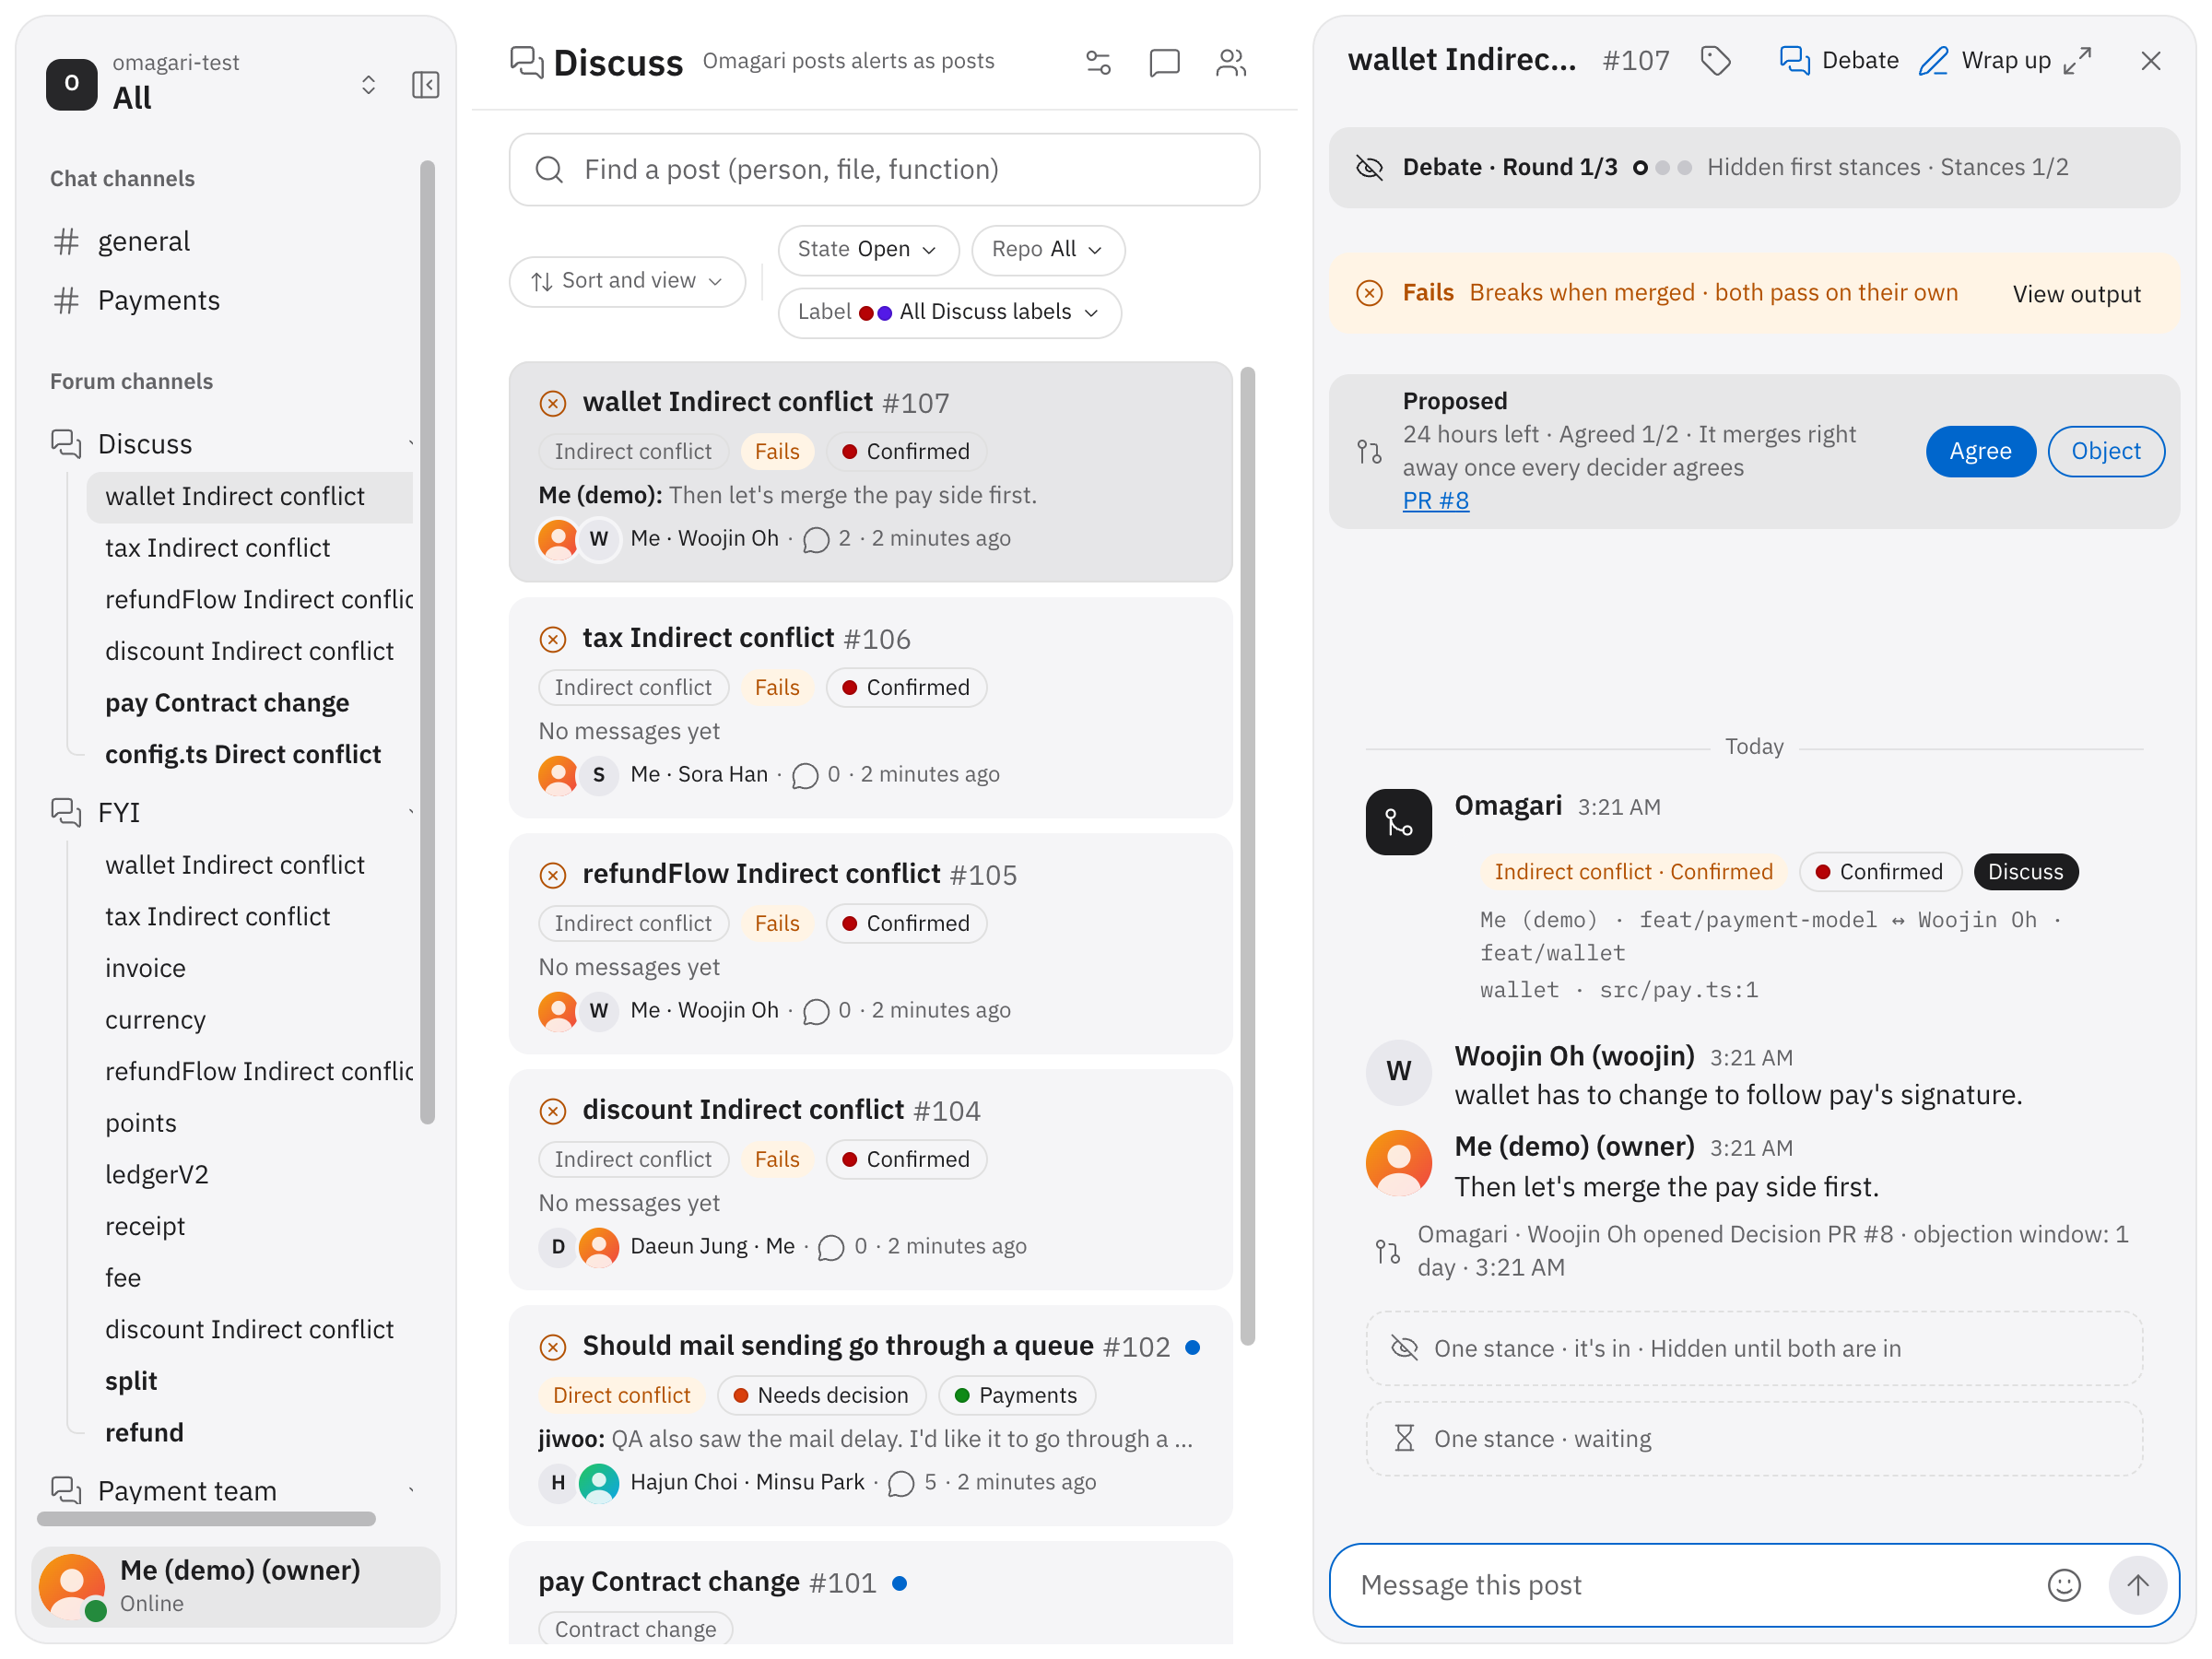 O
omagari-test
All
Chat channels
general
Payments
Forum channels
Discuss
wallet Indirect conflict
tax Indirect conflict
refundFlow Indirect conflic
discount Indirect conflict
pay Contract change
config.ts Direct conflict
FYI
wallet Indirect conflict
tax Indirect conflict
invoice
currency
refundFlow Indirect conflic
points
ledgerV2
receipt
fee
discount Indirect conflict
split
refund
Payment team
Me (demo) (owner)
Online
Discuss Omagari posts alerts as posts
Find a post (person, file, function)
Sort and view
State Open
Repo All
Label All Discuss labels
wallet Indirect conflict #107
Indirect conflict Fails Confirmed
Me (demo): Then let's merge the pay side first.
W Me · Woojin Oh · 2 · 2 minutes ago
tax Indirect conflict #106
Indirect conflict Fails Confirmed
No messages yet
S Me · Sora Han · 0 · 2 minutes ago
refundFlow Indirect conflict #105
Indirect conflict Fails Confirmed
No messages yet
W Me · Woojin Oh · 0 · 2 minutes ago
discount Indirect conflict #104
Indirect conflict Fails Confirmed
No messages yet
D Daeun Jung · Me · 0 · 2 minutes ago
Should mail sending go through a queue #102
Direct conflict Needs decision Payments
jiwoo: QA also saw the mail delay. I'd like it to go through a ...
H Hajun Choi · Minsu Park · 5 · 2 minutes ago
pay Contract change #101
Contract change
wallet Indirec... #107 Debate Wrap up
Debate · Round 1/3 Hidden first stances · Stances 1/2
Fails Breaks when merged · both pass on their own View output
Proposed
24 hours left · Agreed 1/2 · It merges right
away once every decider agrees
PR #8
Agree Object
Today
Omagari 3:21 AM
Indirect conflict · Confirmed Confirmed Discuss
Me (demo) · feat/payment-model ↔ Woojin Oh ·
feat/wallet
wallet · src/pay.ts:1
W Woojin Oh (woojin) 3:21 AM
wallet has to change to follow pay's signature.
Me (demo) (owner) 3:21 AM
Then let's merge the pay side first.
Omagari · Woojin Oh opened Decision PR #8 · objection window: 1
day · 3:21 AM
One stance · it's in · Hidden until both are in
One stance · waiting
Message this post